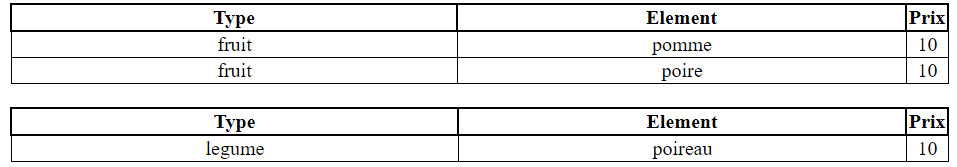 Type Element Prix
fruit pomme 10
fruit poire 10
Type Element Prix
legume poireau 10